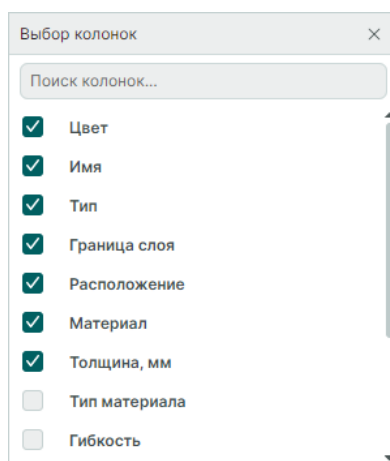 Выбор колонок
Поиск колонок...
Цвет
Имя
Тип
Граница слоя
Расположение
Материал
Толщина, мм
Тип материала
Гибкость